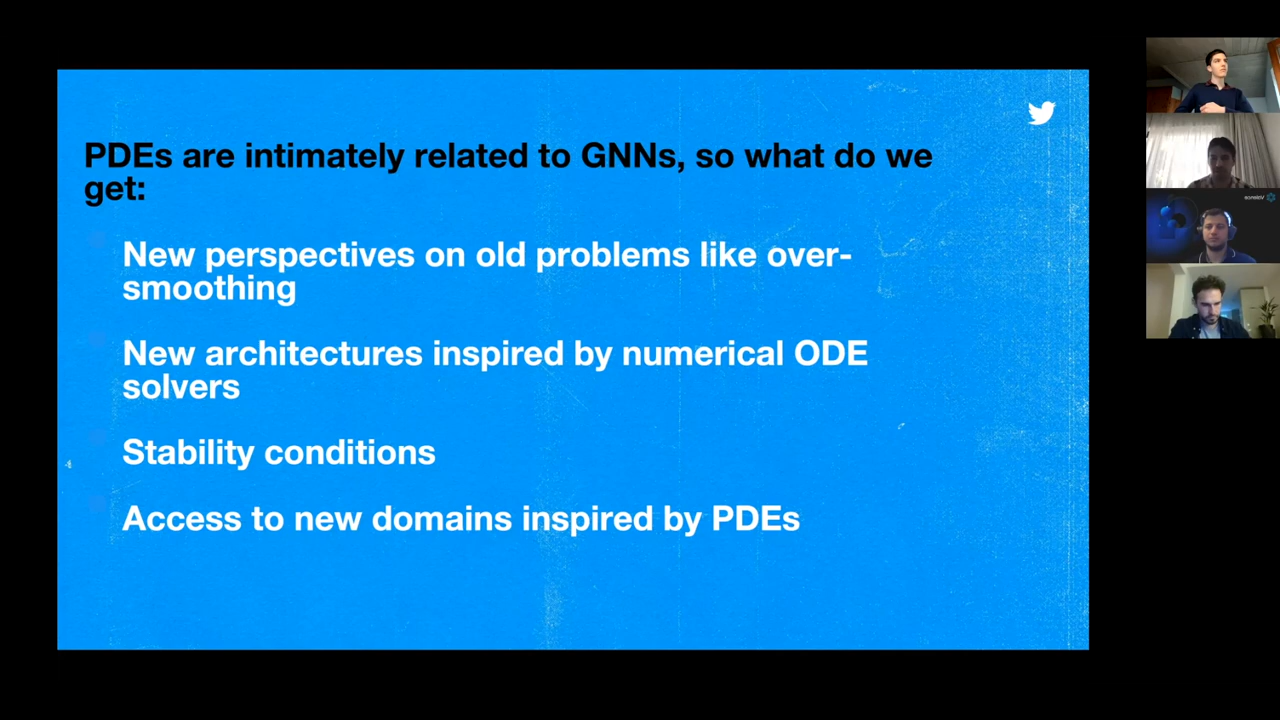 PDEs are intimately related to GNNs, so what do we
get:
New perspectives on old problems like over-
smoothing
New architectures inspired by numerical ODE
solvers
Stability conditions
Access to new domains inspired by PDEs